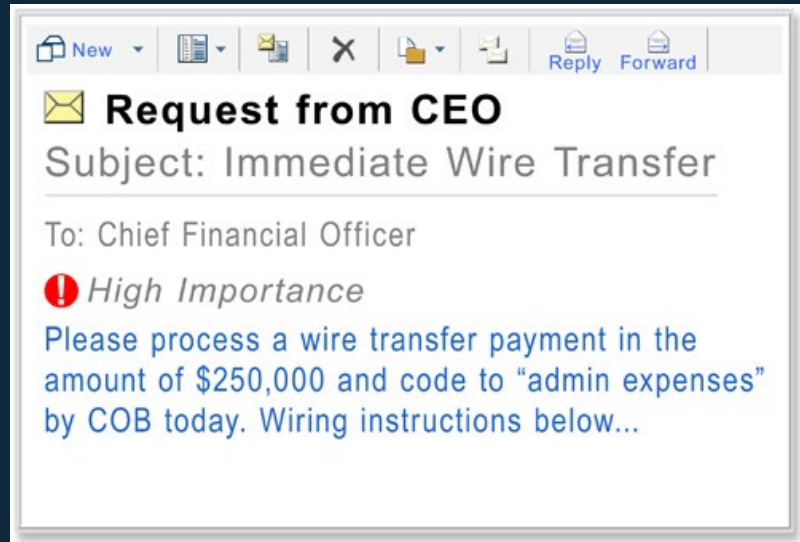 New
Reply Forward
Request from CEO
Subject: Immediate Wire Transfer
To: Chief Financial Officer
! High Importance
Please process a wire transfer payment in the
amount of $250,000 and code to “admin expenses”
by COB today. Wiring instructions below...